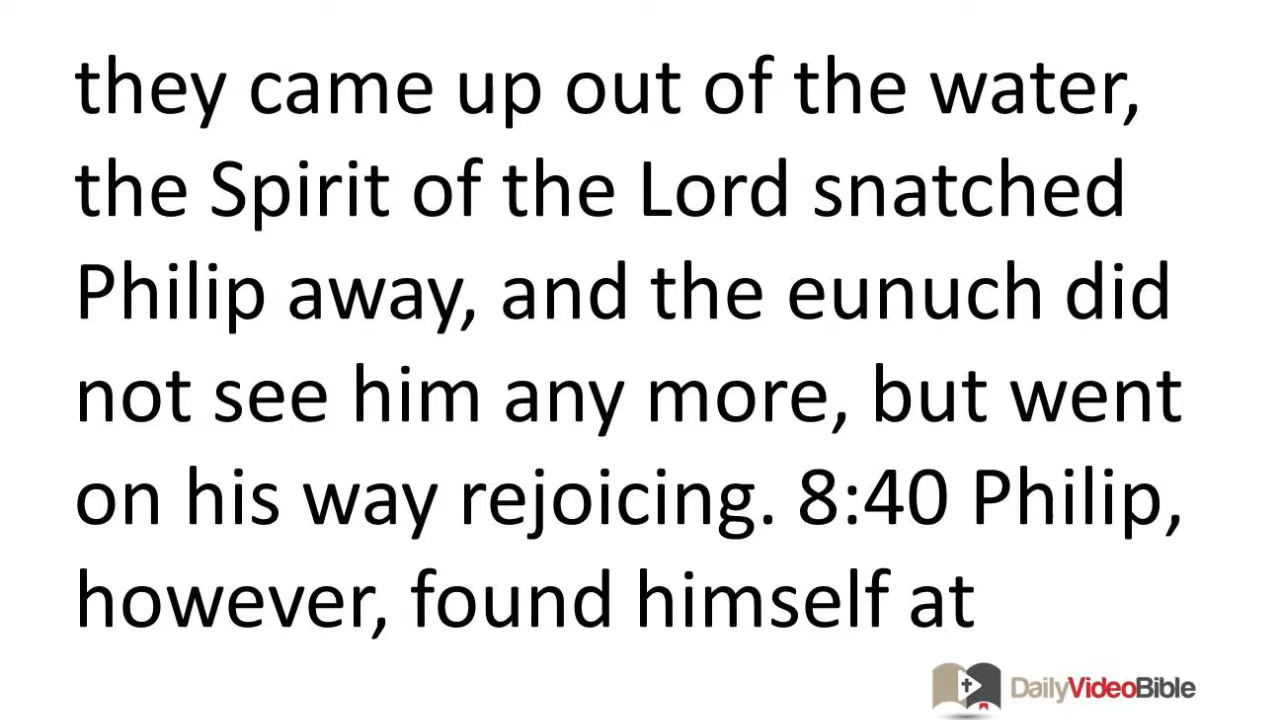 they came up out of the water,
the Spirit of the Lord snatched
Philip away, and the eunuch did
not see him any more, but went
on his way rejoicing. 8:40 Philip,
however, found himself at
DailyVideoBible